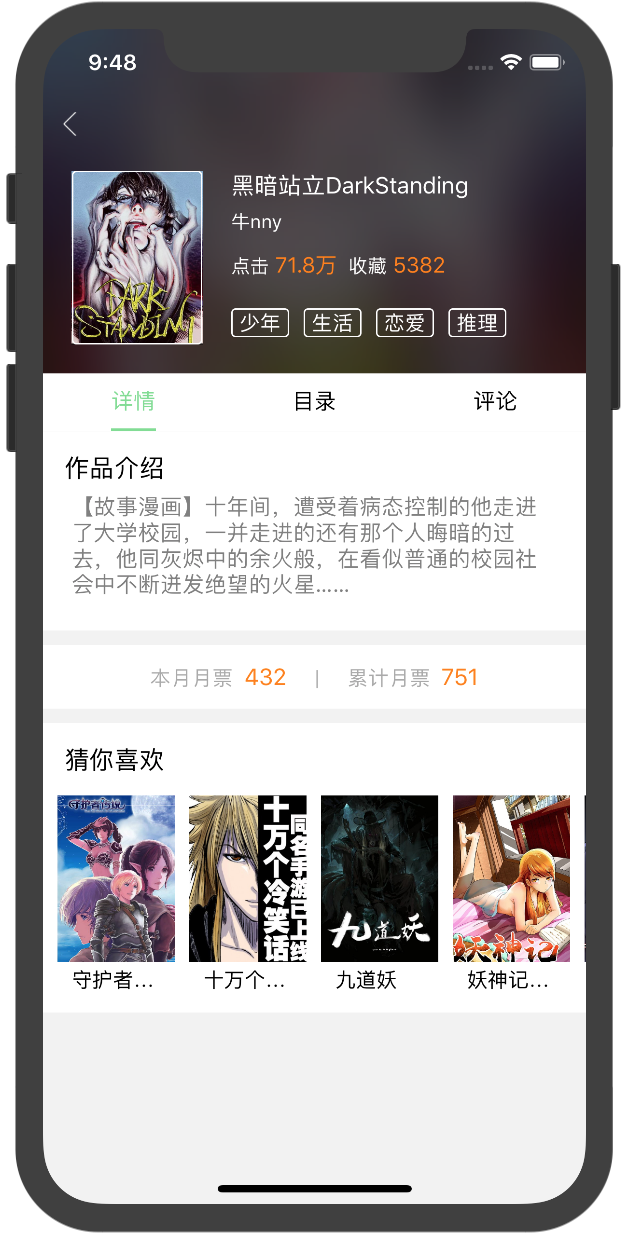 9:48
DARK
STANDING
黑暗站立DarkStanding
牛nny
点击 71.8万 收藏 5382
少年 生活 恋爱 推理
详情 目录 评论
作品介绍
【故事漫画】十年间，遭受着病态控制的他走进
了大学校园，一并走进的还有那个人晦暗的过
去，他同灰烬中的余火般，在看似普通的校园社
会中不断迸发绝望的火星......
本月月票 432 | 累计月票 751
猜你喜欢
守护者传说
十万个冷笑话
同名手游已上线
九道妖
妖神记
守护者... 十万个... 九道妖 妖神记...